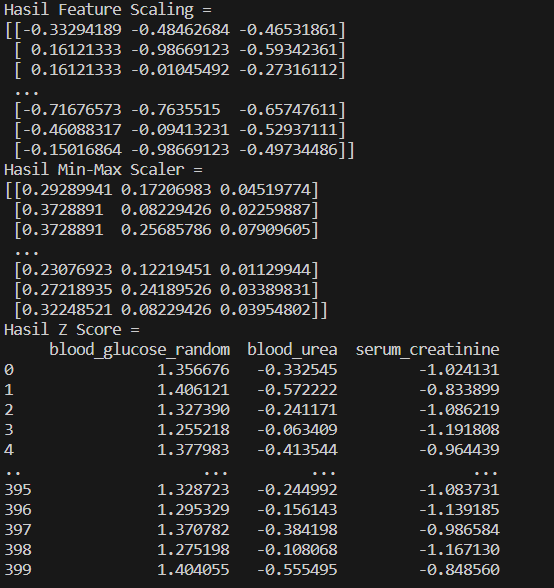 Hasil Feature Scaling =
[[-0.33294189 -0.48462684 -0.46531861]
 [ 0.16121333 -0.98669123 -0.59342361]
 [ 0.16121333 -0.01045492 -0.27316112]
 ...
 [-0.71676573 -0.7635515  -0.65747611]
 [-0.46088317 -0.09413231 -0.52937111]
 [-0.15016864 -0.98669123 -0.49734486]]
Hasil Min-Max Scaler =
[[0.29289941 0.17206983 0.04519774]
 [0.3728891  0.08229426 0.02259887]
 [0.3728891  0.25685786 0.07909605]
 ...
 [0.23076923 0.12219451 0.01129944]
 [0.27218935 0.24189526 0.03389831]
 [0.32248521 0.08229426 0.03954802]]
Hasil Z Score =
     blood_glucose_random  blood_urea  serum_creatinine
0                1.356676   -0.332545         -1.024131
1                1.406121   -0.572222         -0.833899
2                1.327390   -0.241171         -1.086219
3                1.255218   -0.063409         -1.191808
4                1.377983   -0.413544         -0.964439
..                    ...         ...               ...
395              1.328723   -0.244992         -1.083731
396              1.295329   -0.156143         -1.139185
397              1.370782   -0.384198         -0.986584
398              1.275198   -0.108068         -1.167130
399              1.404055   -0.555495         -0.848560